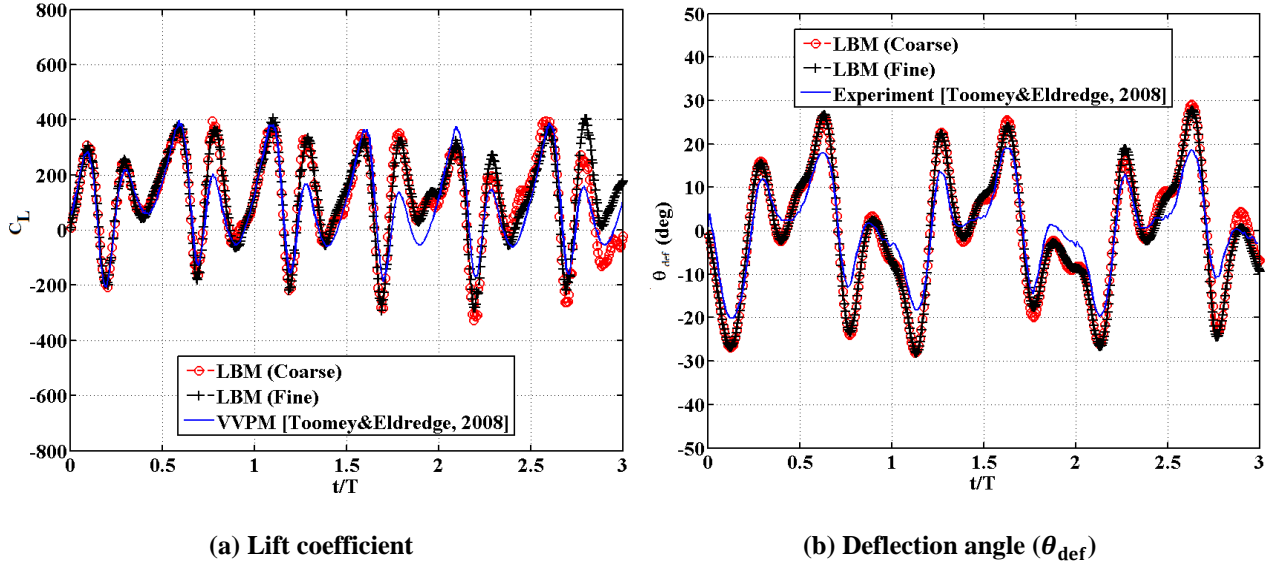 800
600
400
200
0
-200
-400
-600
-800
C_L
LBM (Coarse)
LBM (Fine)
VVPM [Toomey&Eldredge, 2008]
0 0.5 1 1.5 2 2.5 3
t/T
(a) Lift coefficient
50
40
30
20
10
0
-10
-20
-30
-40
-50
θ_def (deg)
LBM (Coarse)
LBM (Fine)
Experiment [Toomey&Eldredge, 2008]
0 0.5 1 1.5 2 2.5 3
t/T
(b) Deflection angle (θ_def)